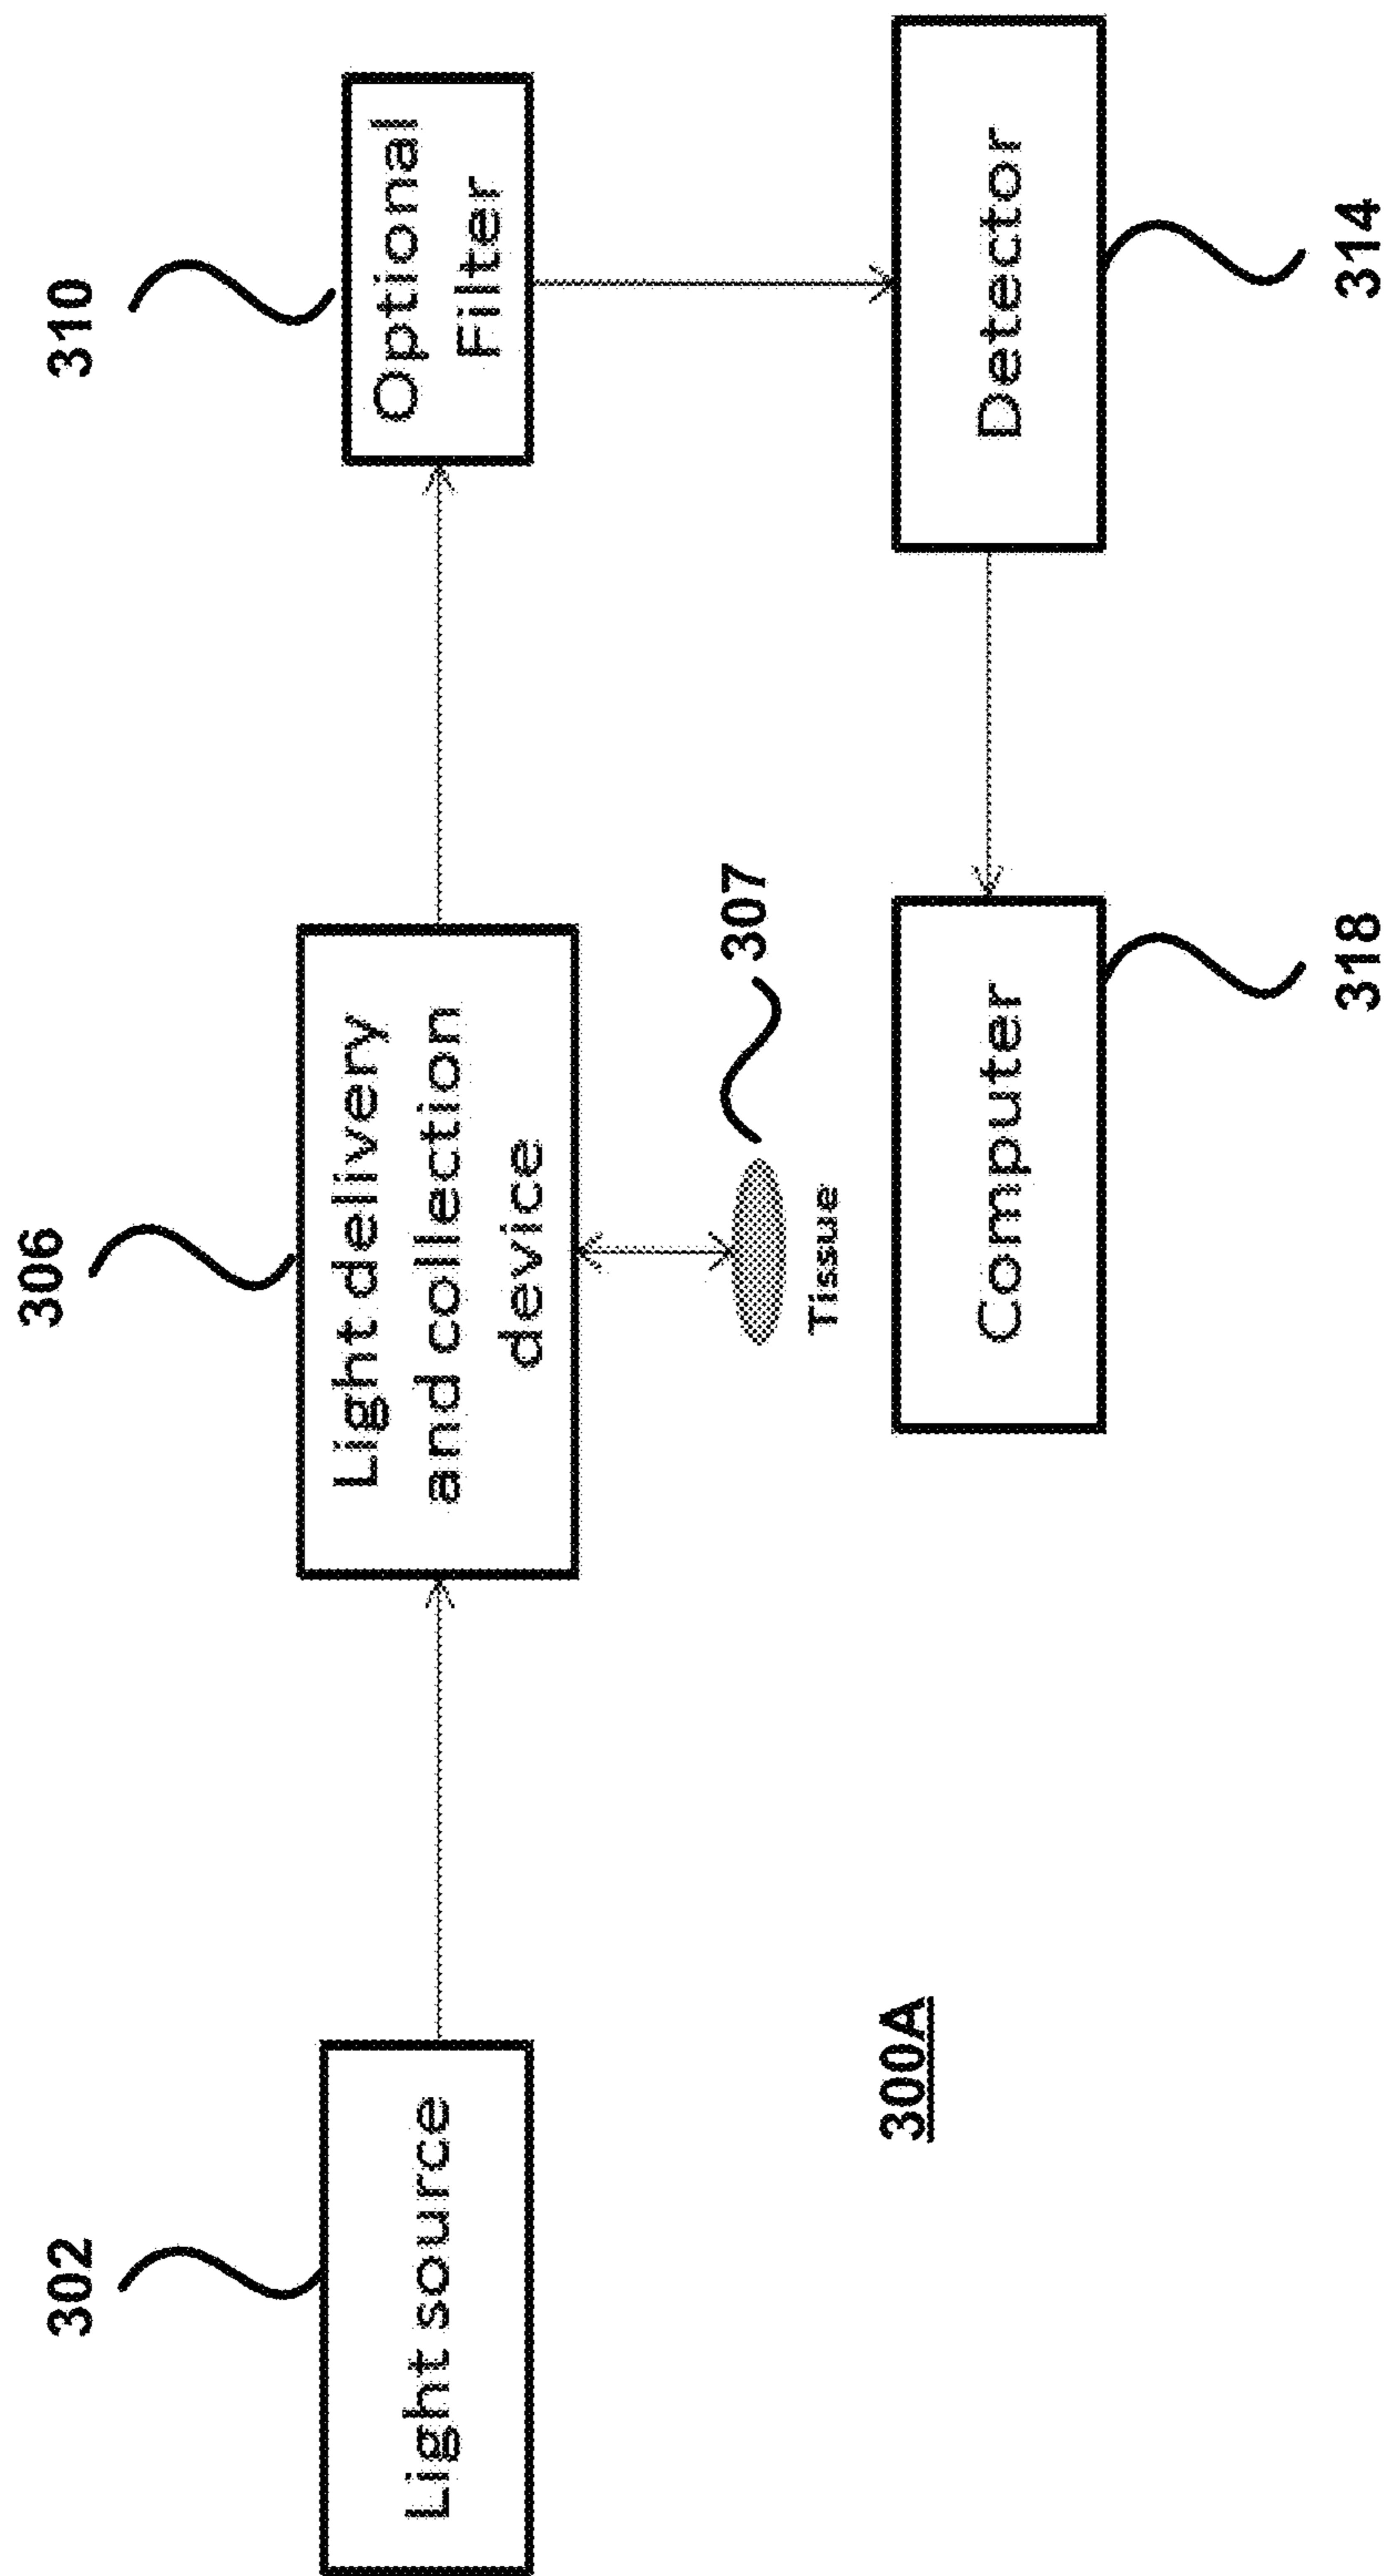 302
306
310
Light source
Light delivery
and collection
device
Optional
Filter
307
Tissue
300A
Computer
Detector
318
314